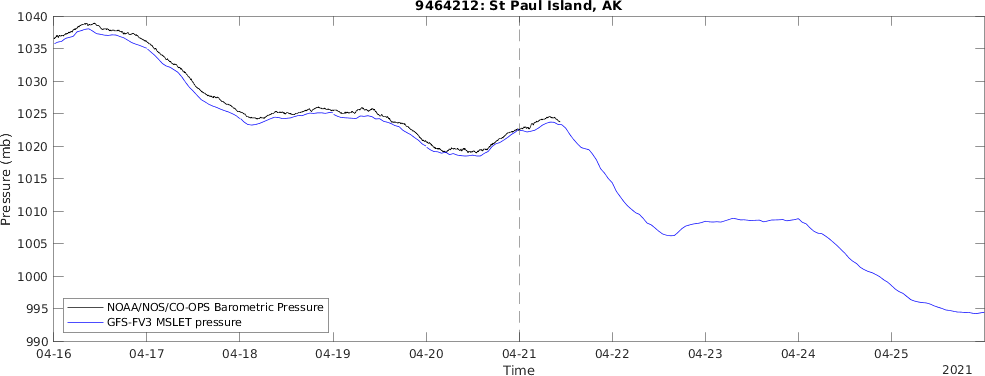 9464212: St Paul Island, AK
1040
1035
1030
1025
1020
1015
1010
1005
1000
995
990
Pressure (mb)
NOAA/NOS/CO-OPS Barometric Pressure
GFS-FV3 MSLET pressure
04-16 04-17 04-18 04-19 04-20 04-21 04-22 04-23 04-24 04-25
Time
2021